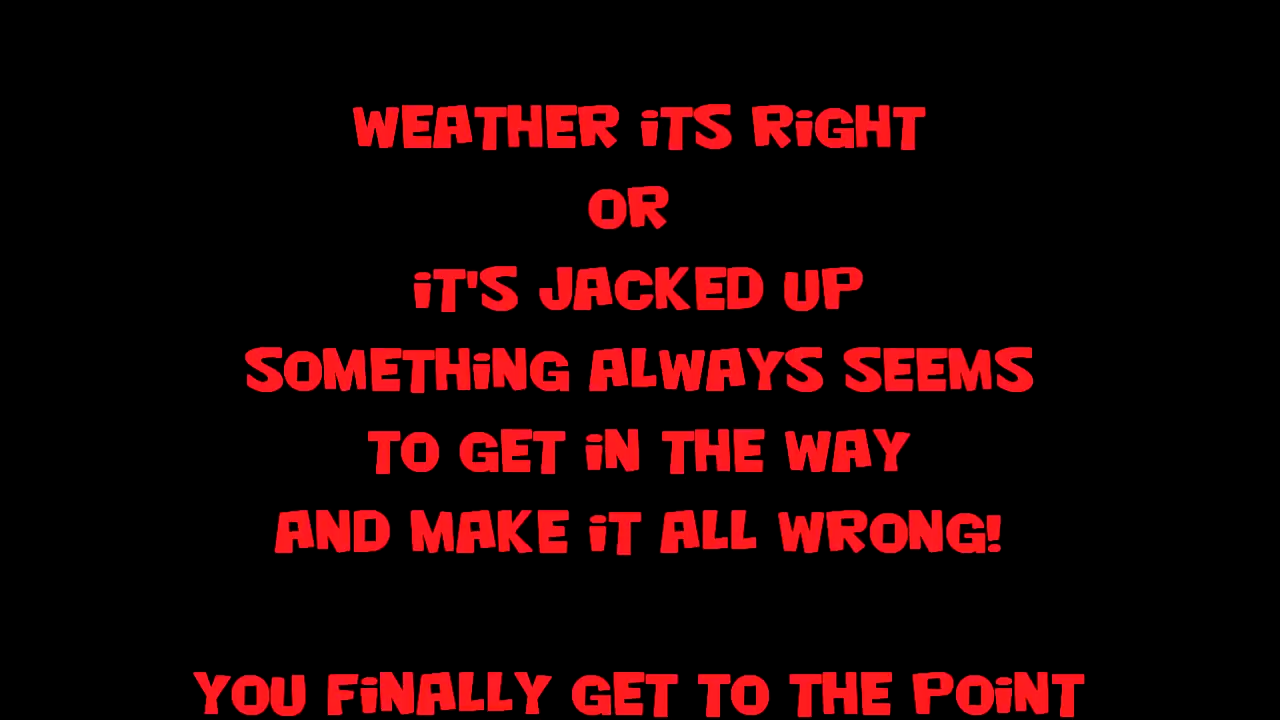 WEATHER iTS RiGHT
OR
iT'S JACKED UP
SOMETHiNG ALWAYS SEEMS
TO GET iN THE WAY
AND MAKE iT ALL WRONG!
YOU FiNALLY GET TO THE POiNT